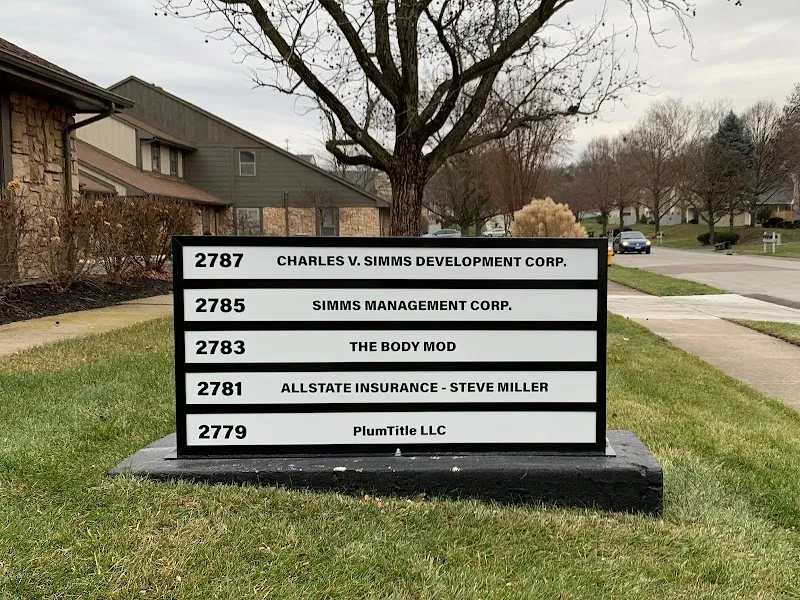 2787 CHARLES V. SIMMS DEVELOPMENT CORP.
2785 SIMMS MANAGEMENT CORP.
2783 THE BODY MOD
2781 ALLSTATE INSURANCE - STEVE MILLER
2779 PlumTitle LLC